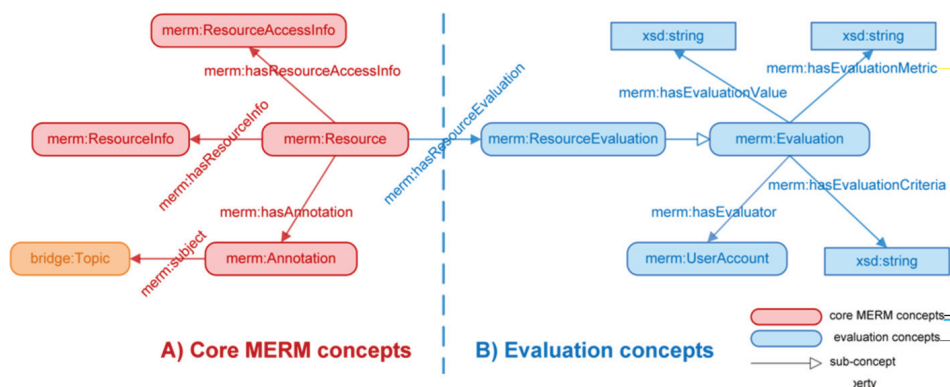 merm:ResourceAccessInfo
merm:hasResourceAccessInfo
merm:ResourceInfo
merm:hasResourceInfo
merm:Resource
merm:hasAnnotation
bridge:Topic
merm:subject
merm:Annotation
A) Core MERM concepts
merm:hasResourceEvaluation
xsd:string
xsd:string
merm:hasEvaluationMetric
merm:hasEvaluationValue
merm:ResourceEvaluation
merm:Evaluation
merm:hasEvaluationCriteria
merm:hasEvaluator
merm:UserAccount
xsd:string
B) Evaluation concepts
core MERM concepts
evaluation concepts
sub-concept